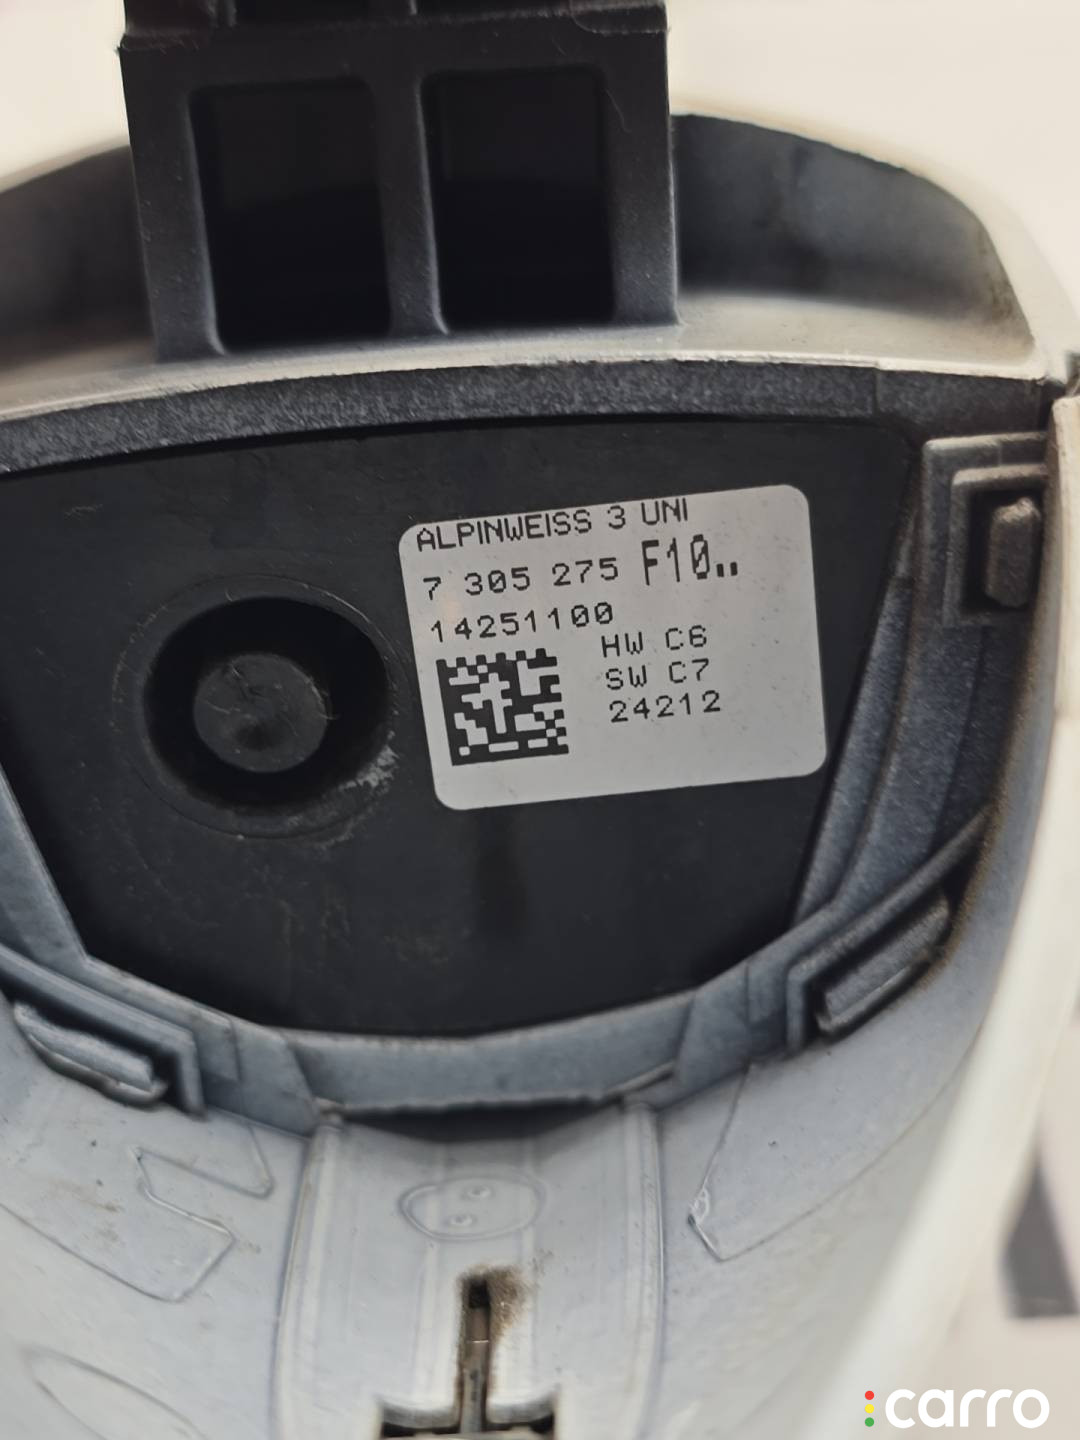 ALPINWEISS 3 UNI
7 305 275 F10..
14251100
HW C6
SW C7
24212
carro